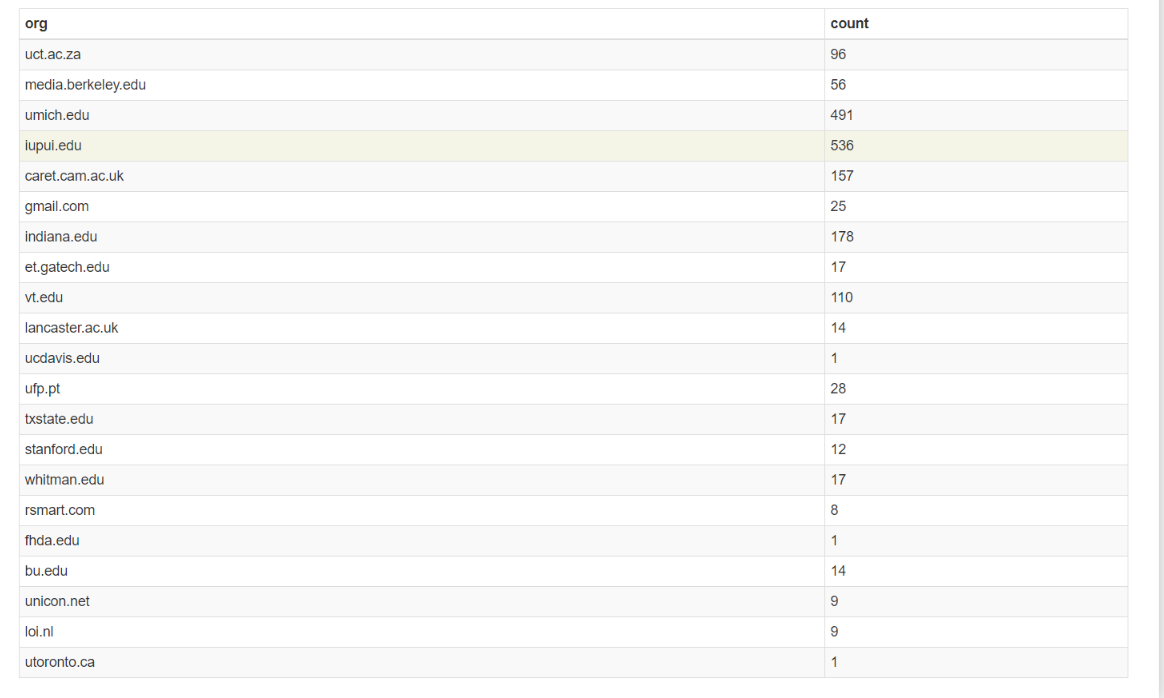 org count
uct.ac.za 96
media.berkeley.edu 56
umich.edu 491
iupui.edu 536
caret.cam.ac.uk 157
gmail.com 25
indiana.edu 178
et.gatech.edu 17
vt.edu 110
lancaster.ac.uk 14
ucdavis.edu 1
ufp.pt 28
txstate.edu 17
stanford.edu 12
whitman.edu 17
rsmart.com 8
fhda.edu 1
bu.edu 14
unicon.net 9
loi.nl 9
utoronto.ca 1